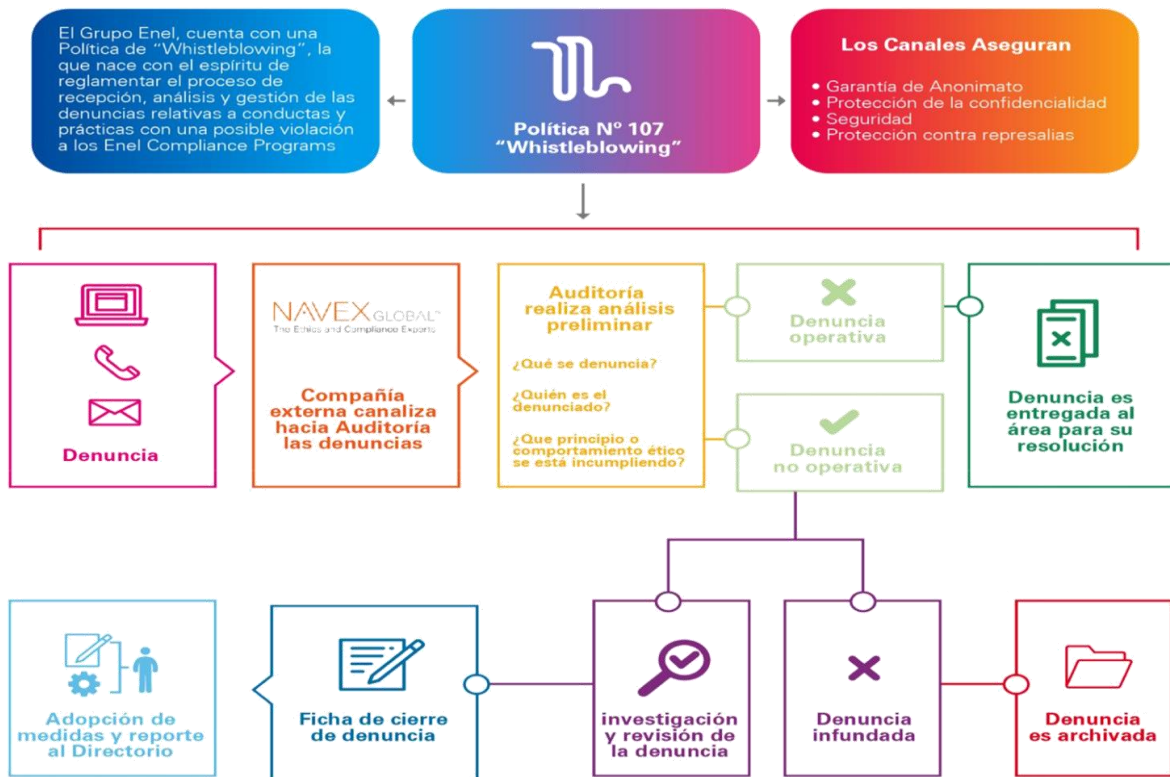 El Grupo Enel, cuenta con una
Política de “Whistleblowing”, la
que nace con el espíritu de
reglamentar el proceso de
recepción, análisis y gestión de las
denuncias relativas a conductas y
prácticas con una posible violación
a los Enel Compliance Programs
Política Nº 107
“Whistleblowing”
Los Canales Aseguran
• Garantía de Anonimato
• Protección de la confidencialidad
• Seguridad
• Protección contra represalias
Denuncia
NAVEX GLOBAL™
The Ethics and Compliance Experts
Compañía
externa canaliza
hacia Auditoría
las denuncias
Auditoría
realiza análisis
preliminar
¿Qué se denuncia?
¿Quién es el
denunciado?
¿Que principio o
comportamiento ético
se está incumpliendo?
Denuncia
operativa
Denuncia
no operativa
Denuncia es
entregada al
área para su
resolución
Adopción de
medidas y reporte
al Directorio
Ficha de cierre
de denuncia
investigación
y revisión de
la denuncia
Denuncia
infundada
Denuncia
es archivada